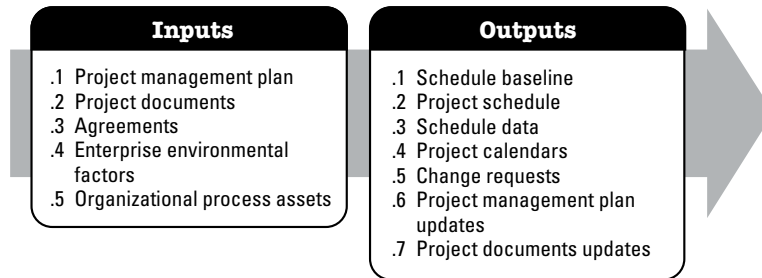 Inputs
.1 Project management plan
.2 Project documents
.3 Agreements
.4 Enterprise environmental
factors
.5 Organizational process assets
Outputs
.1 Schedule baseline
.2 Project schedule
.3 Schedule data
.4 Project calendars
.5 Change requests
.6 Project management plan
updates
.7 Project documents updates